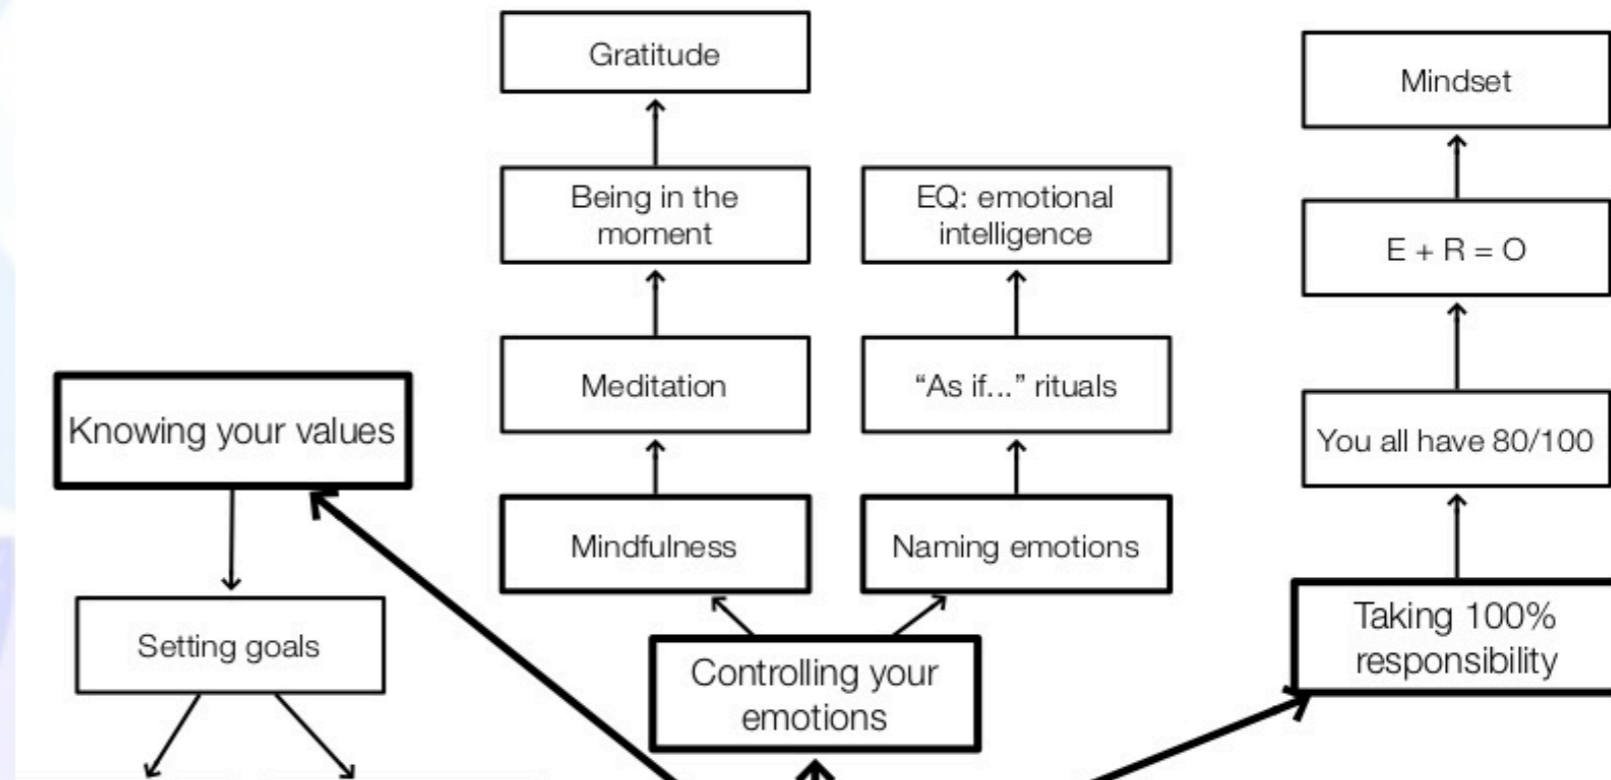 Gratitude
Mindset
Being in the
moment
EQ: emotional
intelligence
E + R = O
Meditation
“As if...” rituals
Knowing your values
You all have 80/100
Mindfulness
Naming emotions
Setting goals
Controlling your
emotions
Taking 100%
responsibility